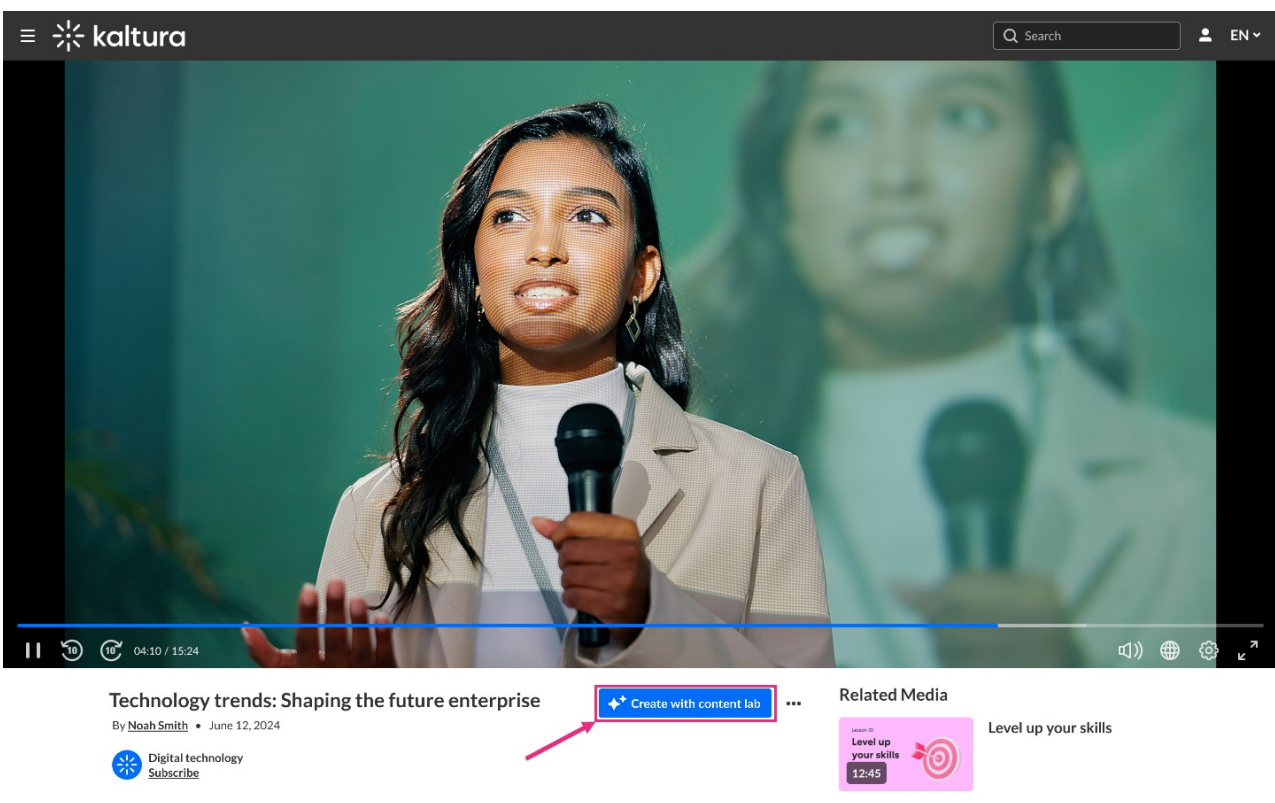 kaltura
Search
EN
10
10
04:10 / 15:24
Technology trends: Shaping the future enterprise
Create with content lab
By Noah Smith • June 12, 2024
Digital technology
Subscribe
Related Media
Lesson 01
Level up
your skills
12:45
Level up your skills